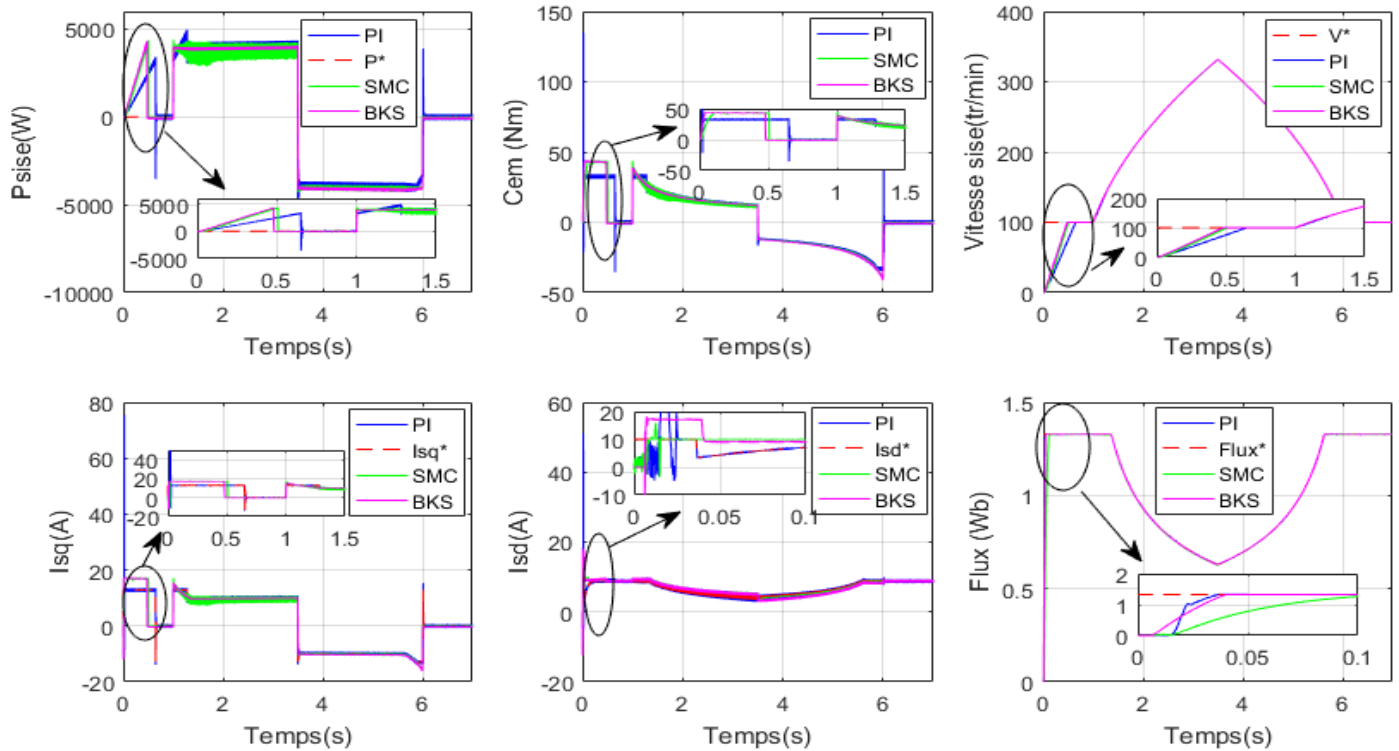 5000
0
-5000
-10000
Psise(W)
PI
P*
SMC
BKS
5000
0
-5000
0 0.5 1 1.5
0 2 4 6
Temps(s)
150
100
50
0
-50
Cem (Nm)
PI
SMC
BKS
50
0
-50
0 0.5 1 1.5
0 2 4 6
Temps(s)
400
300
200
100
0
Vitesse sise(tr/min)
V*
PI
SMC
BKS
200
100
0
0 0.5 1 1.5
0 2 4 6
Temps(s)
80
60
40
20
0
-20
Isq(A)
PI
Isq*
SMC
BKS
40
20
0
-20
0 0.5 1 1.5
0 2 4 6
Temps(s)
60
40
20
0
-20
Isd(A)
PI
Isd*
SMC
BKS
20
10
0
-10
0 0.05 0.1
0 2 4 6
Temps(s)
1.5
1
0.5
0
Flux (Wb)
PI
Flux*
SMC
BKS
2
1
0
0 0.05 0.1
0 2 4 6
Temps(s)